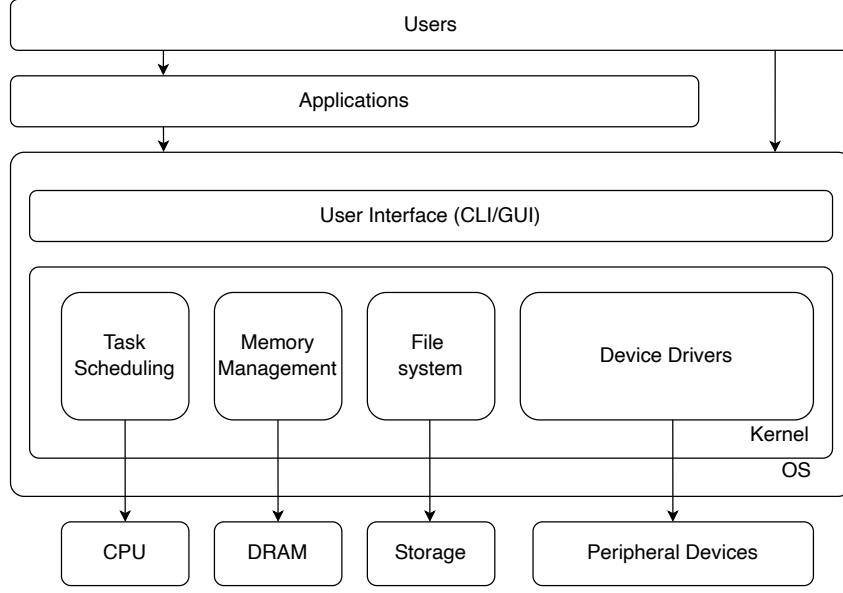 Users
Applications
User Interface (CLI/GUI)
Task
Scheduling
Memory
Management
File
system
Device Drivers
Kernel
OS
CPU
DRAM
Storage
Peripheral Devices